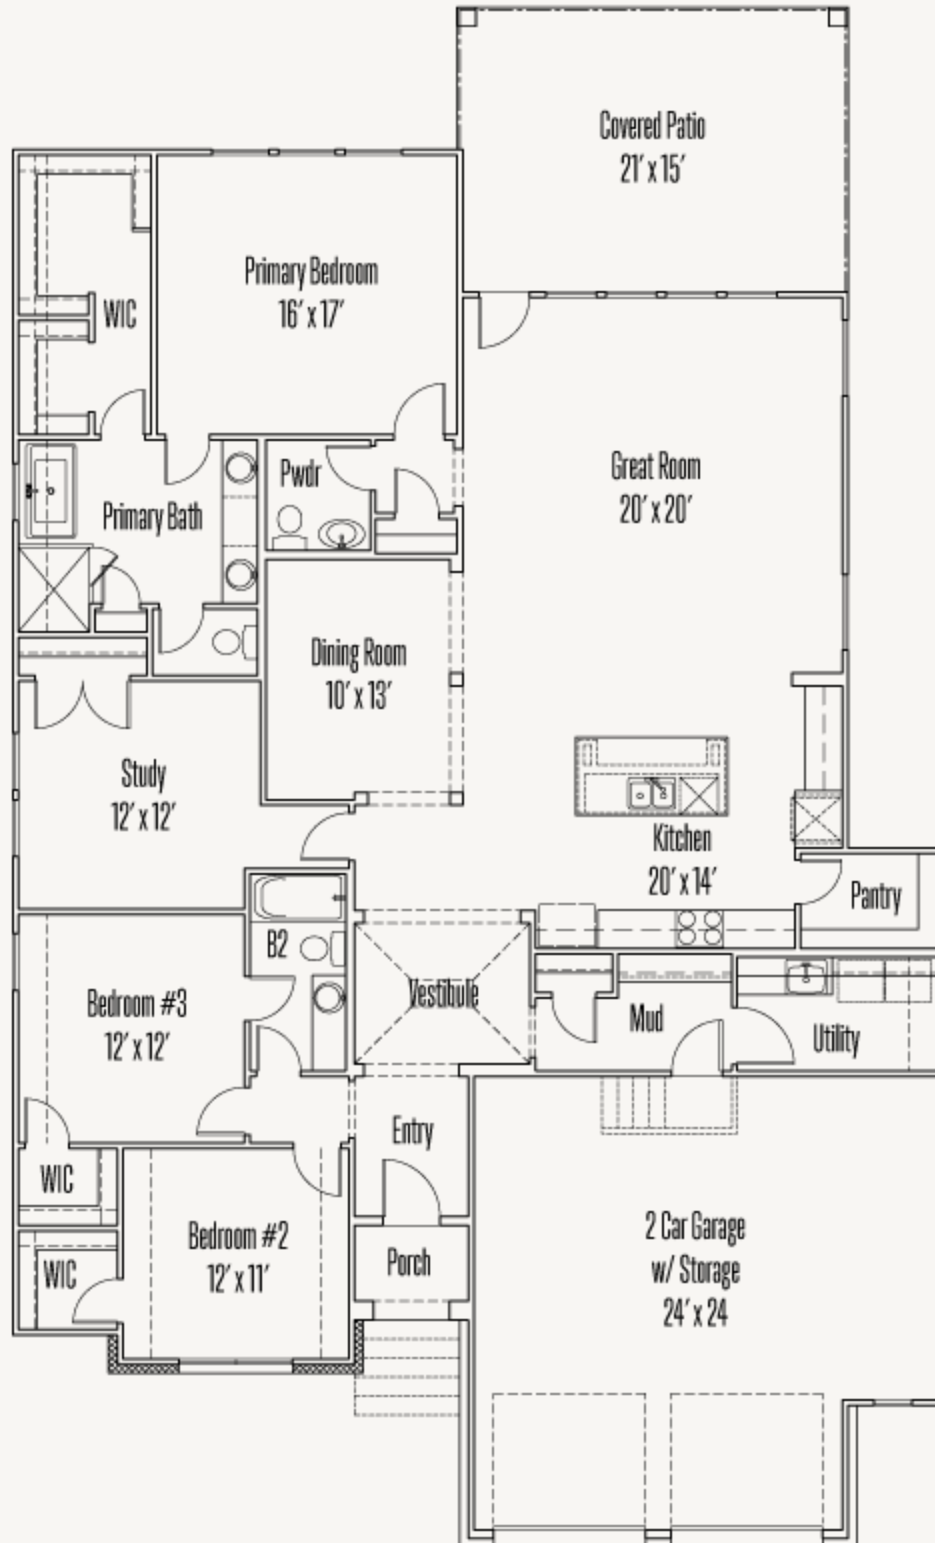 Covered Patio
21' x 15'
Primary Bedroom
16' x 17'
WIC
Great Room
20' x 20'
Pwdr
Primary Bath
Dining Room
10' x 13'
Study
12' x 12'
Kitchen
20' x 14'
Pantry
B2
Vestibule
Bedroom #3
12' x 12'
Mud
Utility
Entry
WIC
Bedroom #2
12' x 11'
2 Car Garage
w/ Storage
24' x 24
Porch
WIC